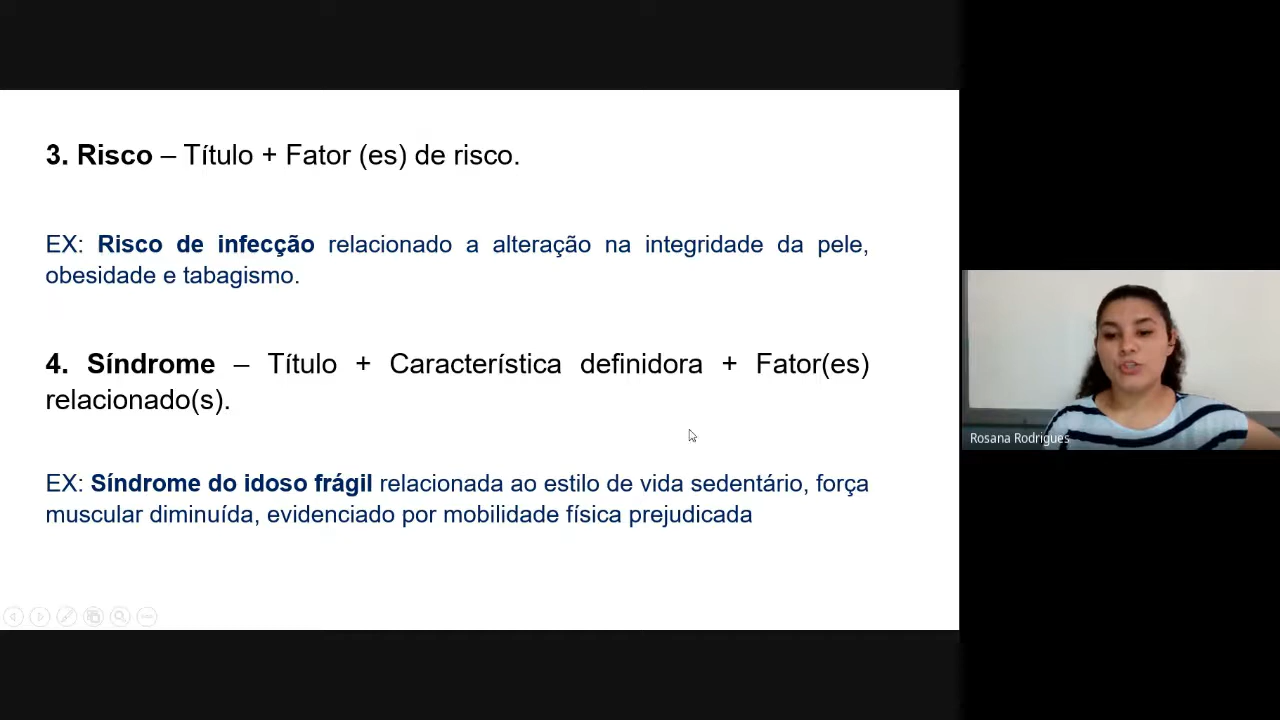 3. Risco – Título + Fator (es) de risco.
EX: Risco de infecção relacionado a alteração na integridade da pele,
obesidade e tabagismo.
4. Síndrome – Título + Característica definidora + Fator(es)
relacionado(s).
EX: Síndrome do idoso frágil relacionada ao estilo de vida sedentário, força
muscular diminuída, evidenciado por mobilidade física prejudicada
Rosana Rodrigues